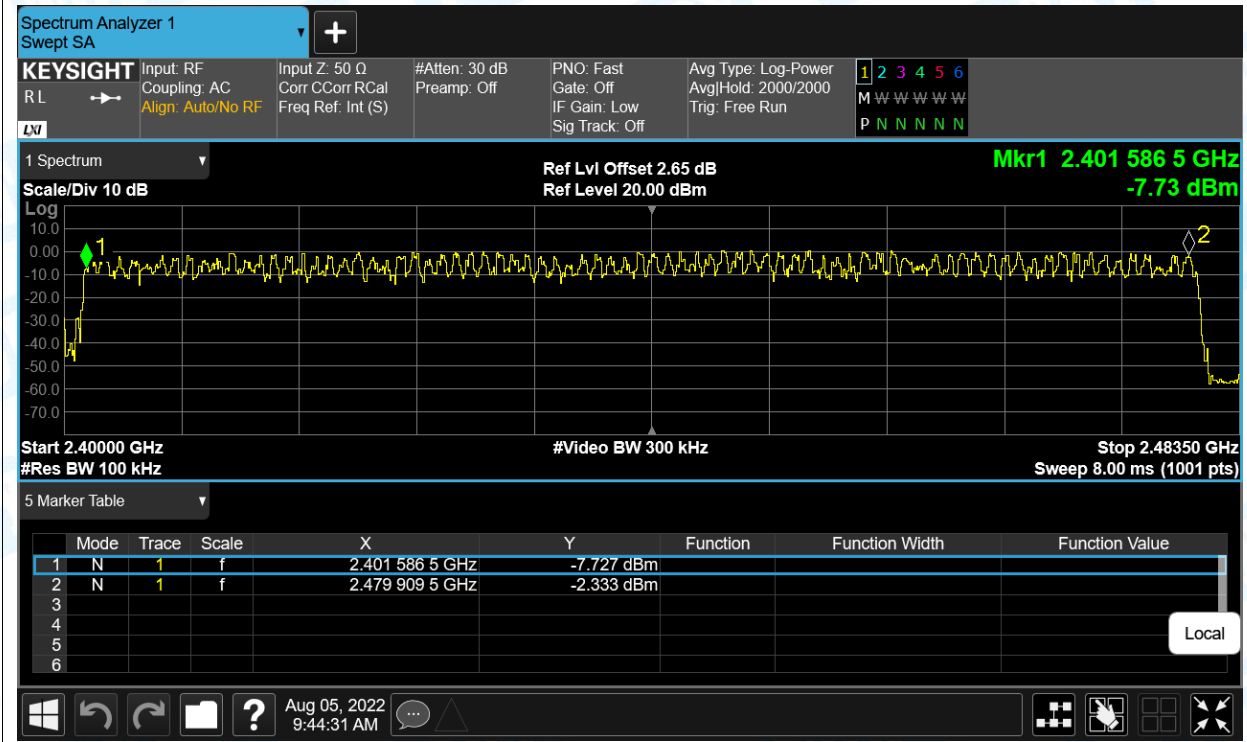 Spectrum Analyzer 1
Swept SA
+
KEYSIGHT
R L
LXI
Input: RF
Coupling: AC
Align: Auto/No RF
Input Z: 50 Ω
Corr CCorr RCal
Freq Ref: Int (S)
#Atten: 30 dB
Preamp: Off
PNO: Fast
Gate: Off
IF Gain: Low
Sig Track: Off
Avg Type: Log-Power
Avg|Hold: 2000/2000
Trig: Free Run
1 2 3 4 5 6
M W W W W W
P N N N N N
1 Spectrum
Scale/Div 10 dB
Ref Lvl Offset 2.65 dB
Ref Level 20.00 dBm
Mkr1 2.401 586 5 GHz
-7.73 dBm
Log
10.0
0.00
-10.0
-20.0
-30.0
-40.0
-50.0
-60.0
-70.0
1
2
Start 2.40000 GHz
#Video BW 300 kHz
Stop 2.48350 GHz
#Res BW 100 kHz
Sweep 8.00 ms (1001 pts)
5 Marker Table
Mode Trace Scale X Y Function Function Width Function Value
1 N 1 f 2.401 586 5 GHz -7.727 dBm
2 N 1 f 2.479 909 5 GHz -2.333 dBm
3
4
5
6
Local
?
Aug 05, 2022
9:44:31 AM